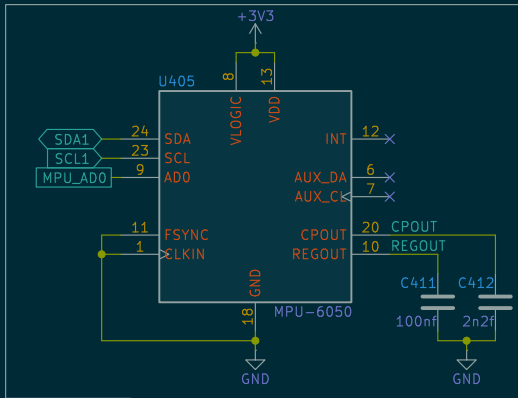 +3V3
U405
8
13
VLOGIC
VDD
SDA1
24
SDA
INT
12
SCL1
23
SCL
MPU_AD0
9
AD0
AUX_DA
6
AUX_CL
7
11
FSYNC
CPOUT
20
CPOUT
1
CLKIN
REGOUT
10
REGOUT
GND
18
MPU-6050
C411
C412
100nf
2n2f
GND
GND